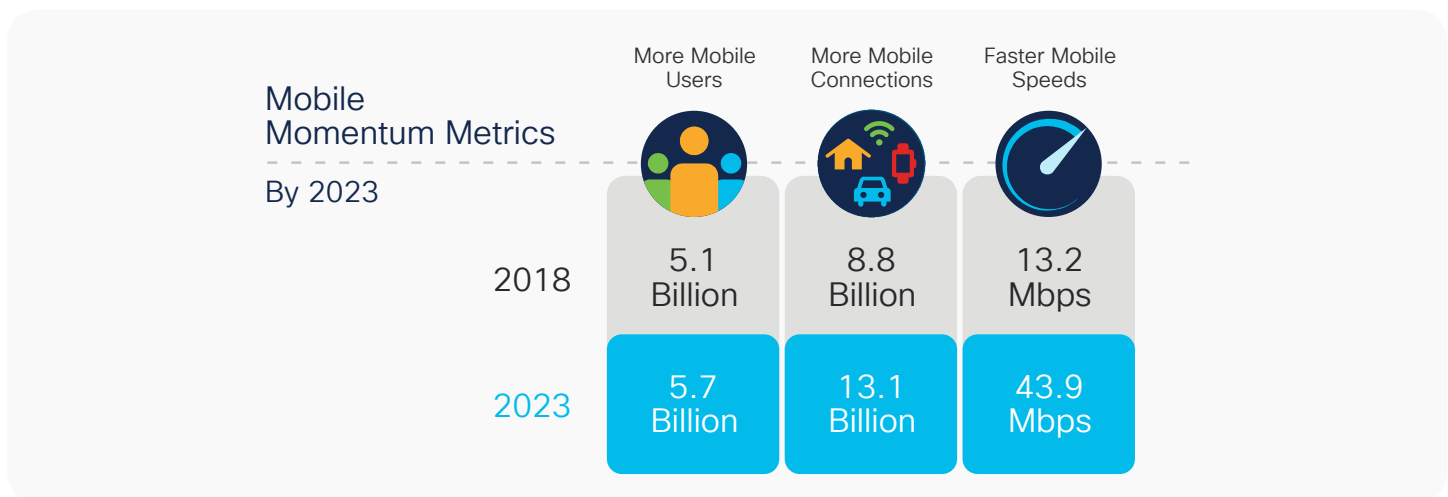 More Mobile
Users
More Mobile
Connections
Faster Mobile
Speeds
Mobile
Momentum Metrics
By 2023
2018
5.1
Billion
8.8
Billion
13.2
Mbps
2023
5.7
Billion
13.1
Billion
43.9
Mbps